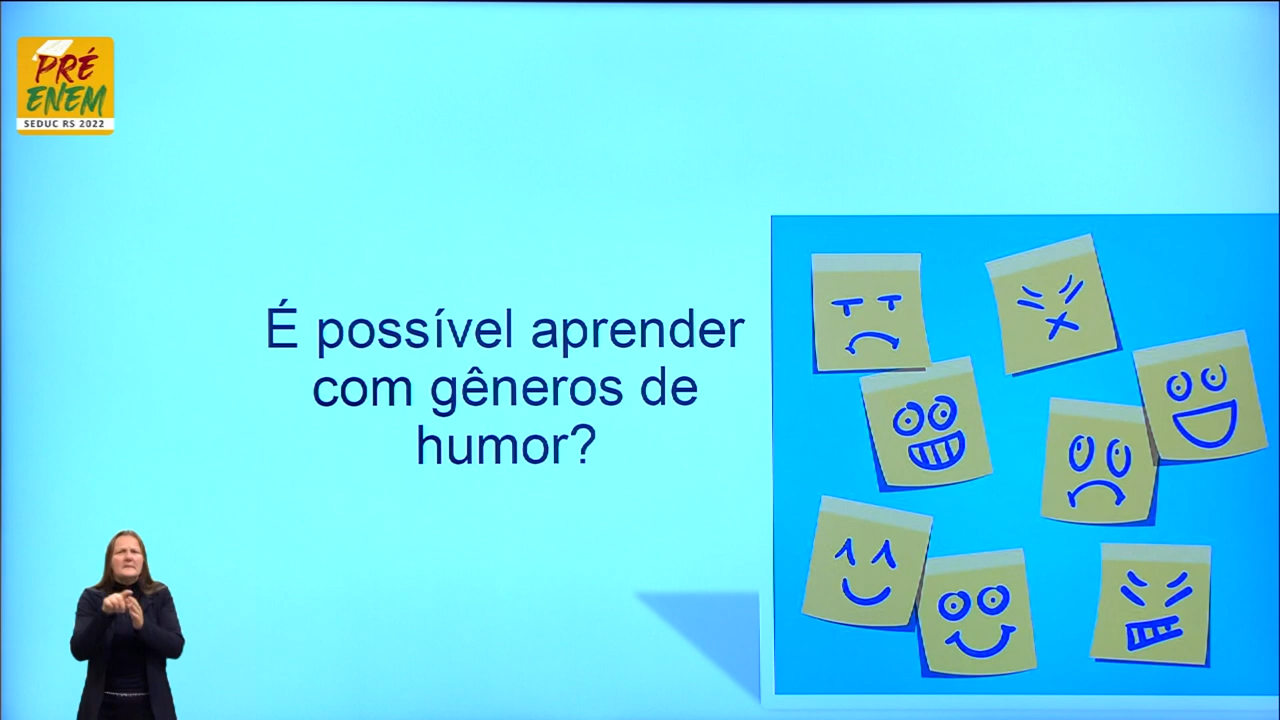 PRÉ
ENEM
SEDUC RS 2022
É possível aprender
com gêneros de
humor?